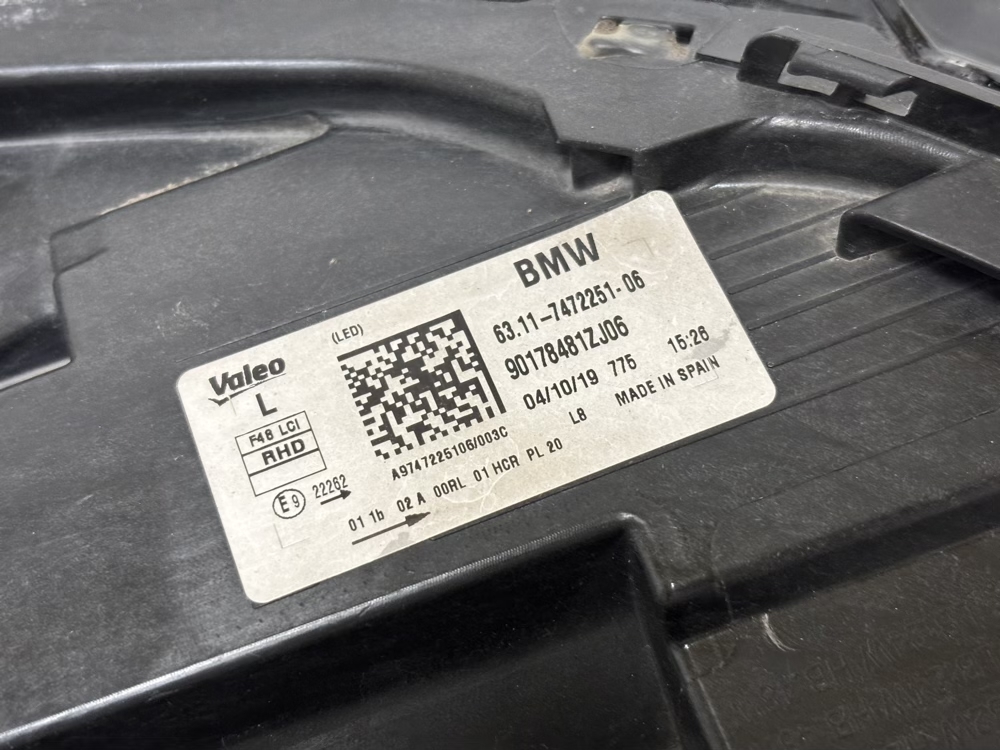 BMW
63.11-7472251-06
90178481ZJ06
04/10/19 775 15:26
L8 MADE IN SPAIN
(LED)
Valeo
L
F48 LCI
RHD
E9 22262
A9747225106/003C
01 1b 02 A 00RL 01 HCR PL 20